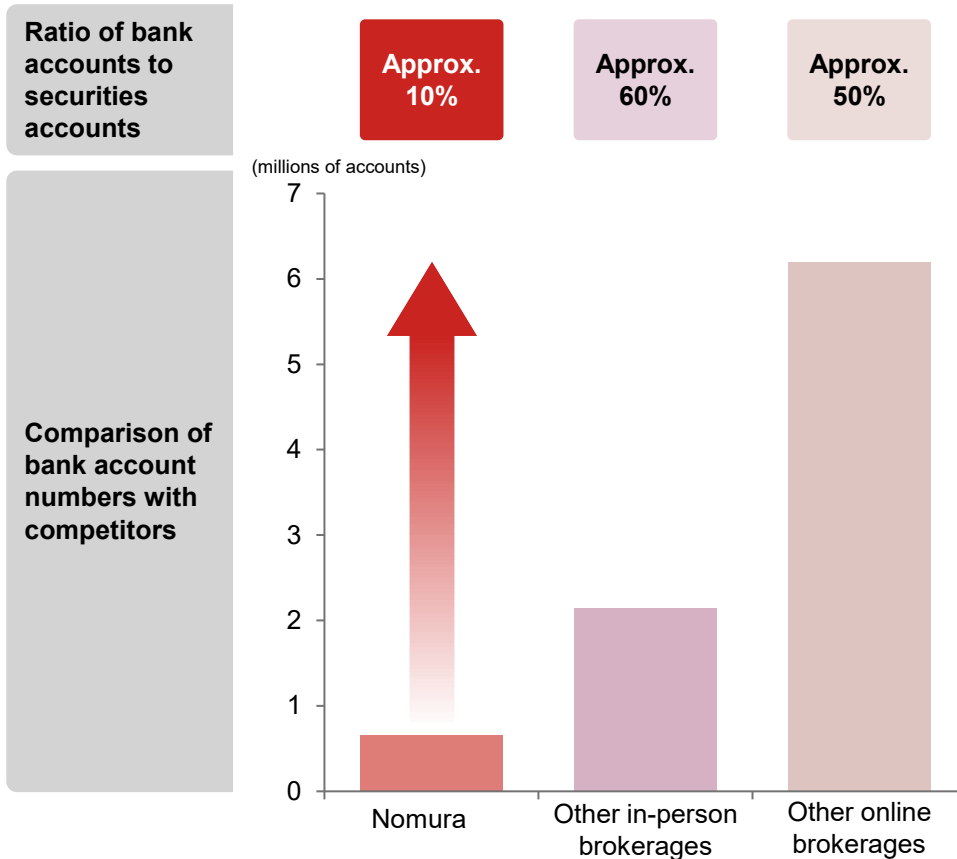 Ratio of bank
accounts to
securities
accounts
Approx.
10%
Approx.
60%
Approx.
50%
(millions of accounts)
Comparison of
bank account
numbers with
competitors
7
6
5
4
3
2
1
0
Nomura
Other in-person
brokerages
Other online
brokerages